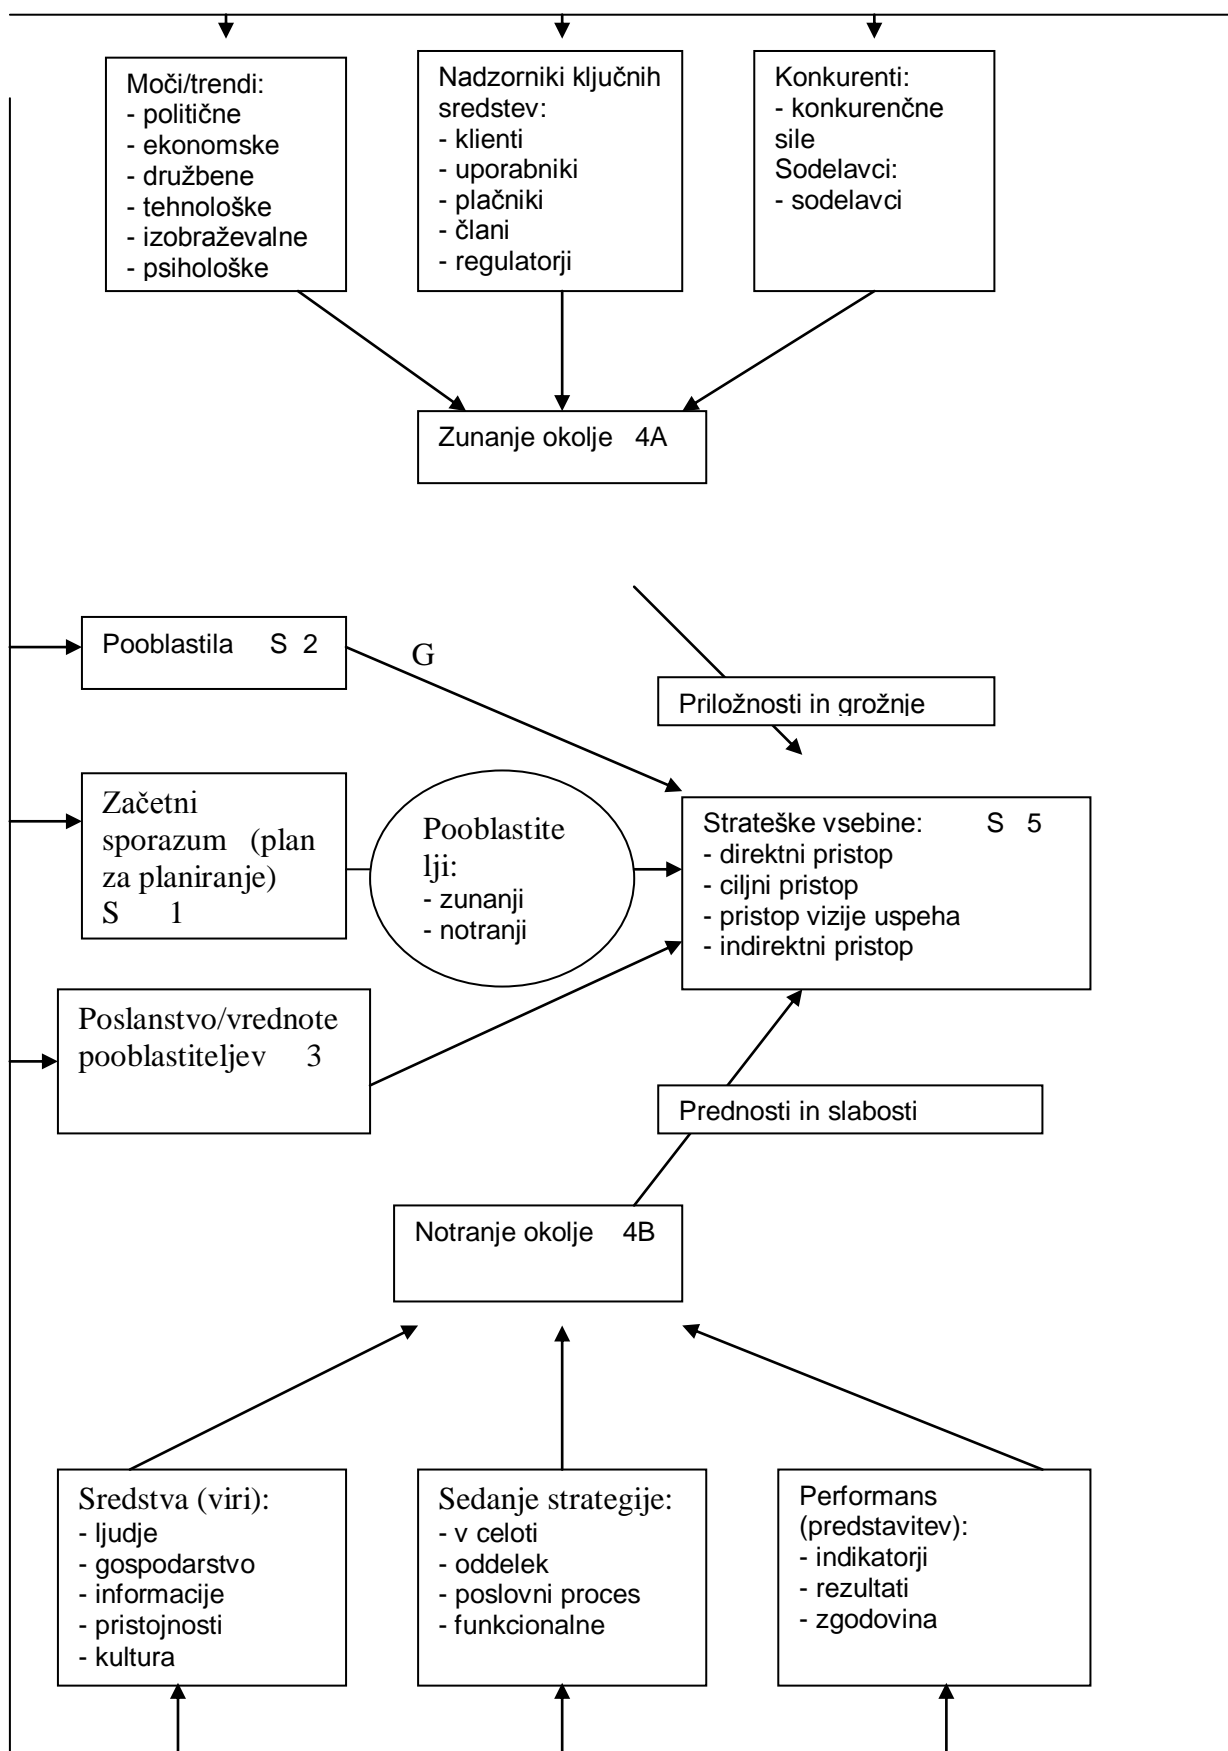 Moči/trendi:
- politične
- ekonomske
- družbene
- tehnološke
- izobraževalne
- psihološke
Nadzorniki ključnih
sredstev:
- klienti
- uporabniki
- plačniki
- člani
- regulatorji
Konkurenti:
- konkurenčne
sile
Sodelavci:
- sodelavci
Zunanje okolje 4A
Pooblastila S 2
G
Priložnosti in grožnje
Začetni
sporazum (plan
za planiranje)
S 1
Pooblastite
lji:
- zunanji
- notranji
Strateške vsebine: S 5
- direktni pristop
- ciljni pristop
- pristop vizije uspeha
- indirektni pristop
Poslanstvo/vrednote
pooblastiteljev 3
Prednosti in slabosti
Notranje okolje 4B
Sredstva (viri):
- ljudje
- gospodarstvo
- informacije
- pristojnosti
- kultura
Sedanje strategije:
- v celoti
- oddelek
- poslovni proces
- funkcionalne
Performans
(predstavitev):
- indikatorji
- rezultati
- zgodovina